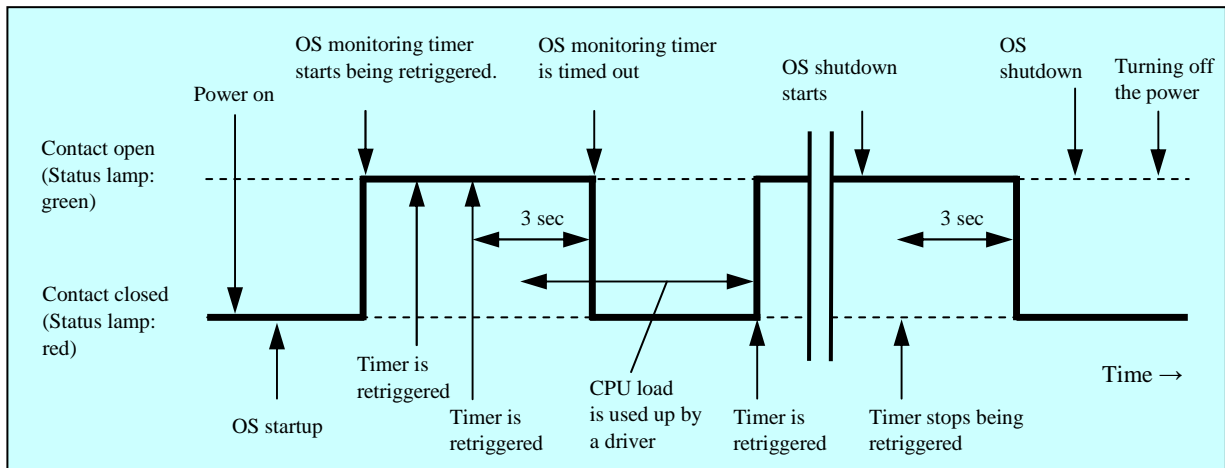 OS monitoring timer
starts being retriggered.
OS monitoring timer
is timed out
OS shutdown
starts
OS
shutdown
Turning off
the power
Power on
Contact open
(Status lamp:
green)
3 sec
3 sec
Contact closed
(Status lamp:
red)
Timer is
retriggered
OS startup
Timer is
retriggered
CPU load
is used up by
a driver
Timer is
retriggered
Timer stops being
retriggered
Time →